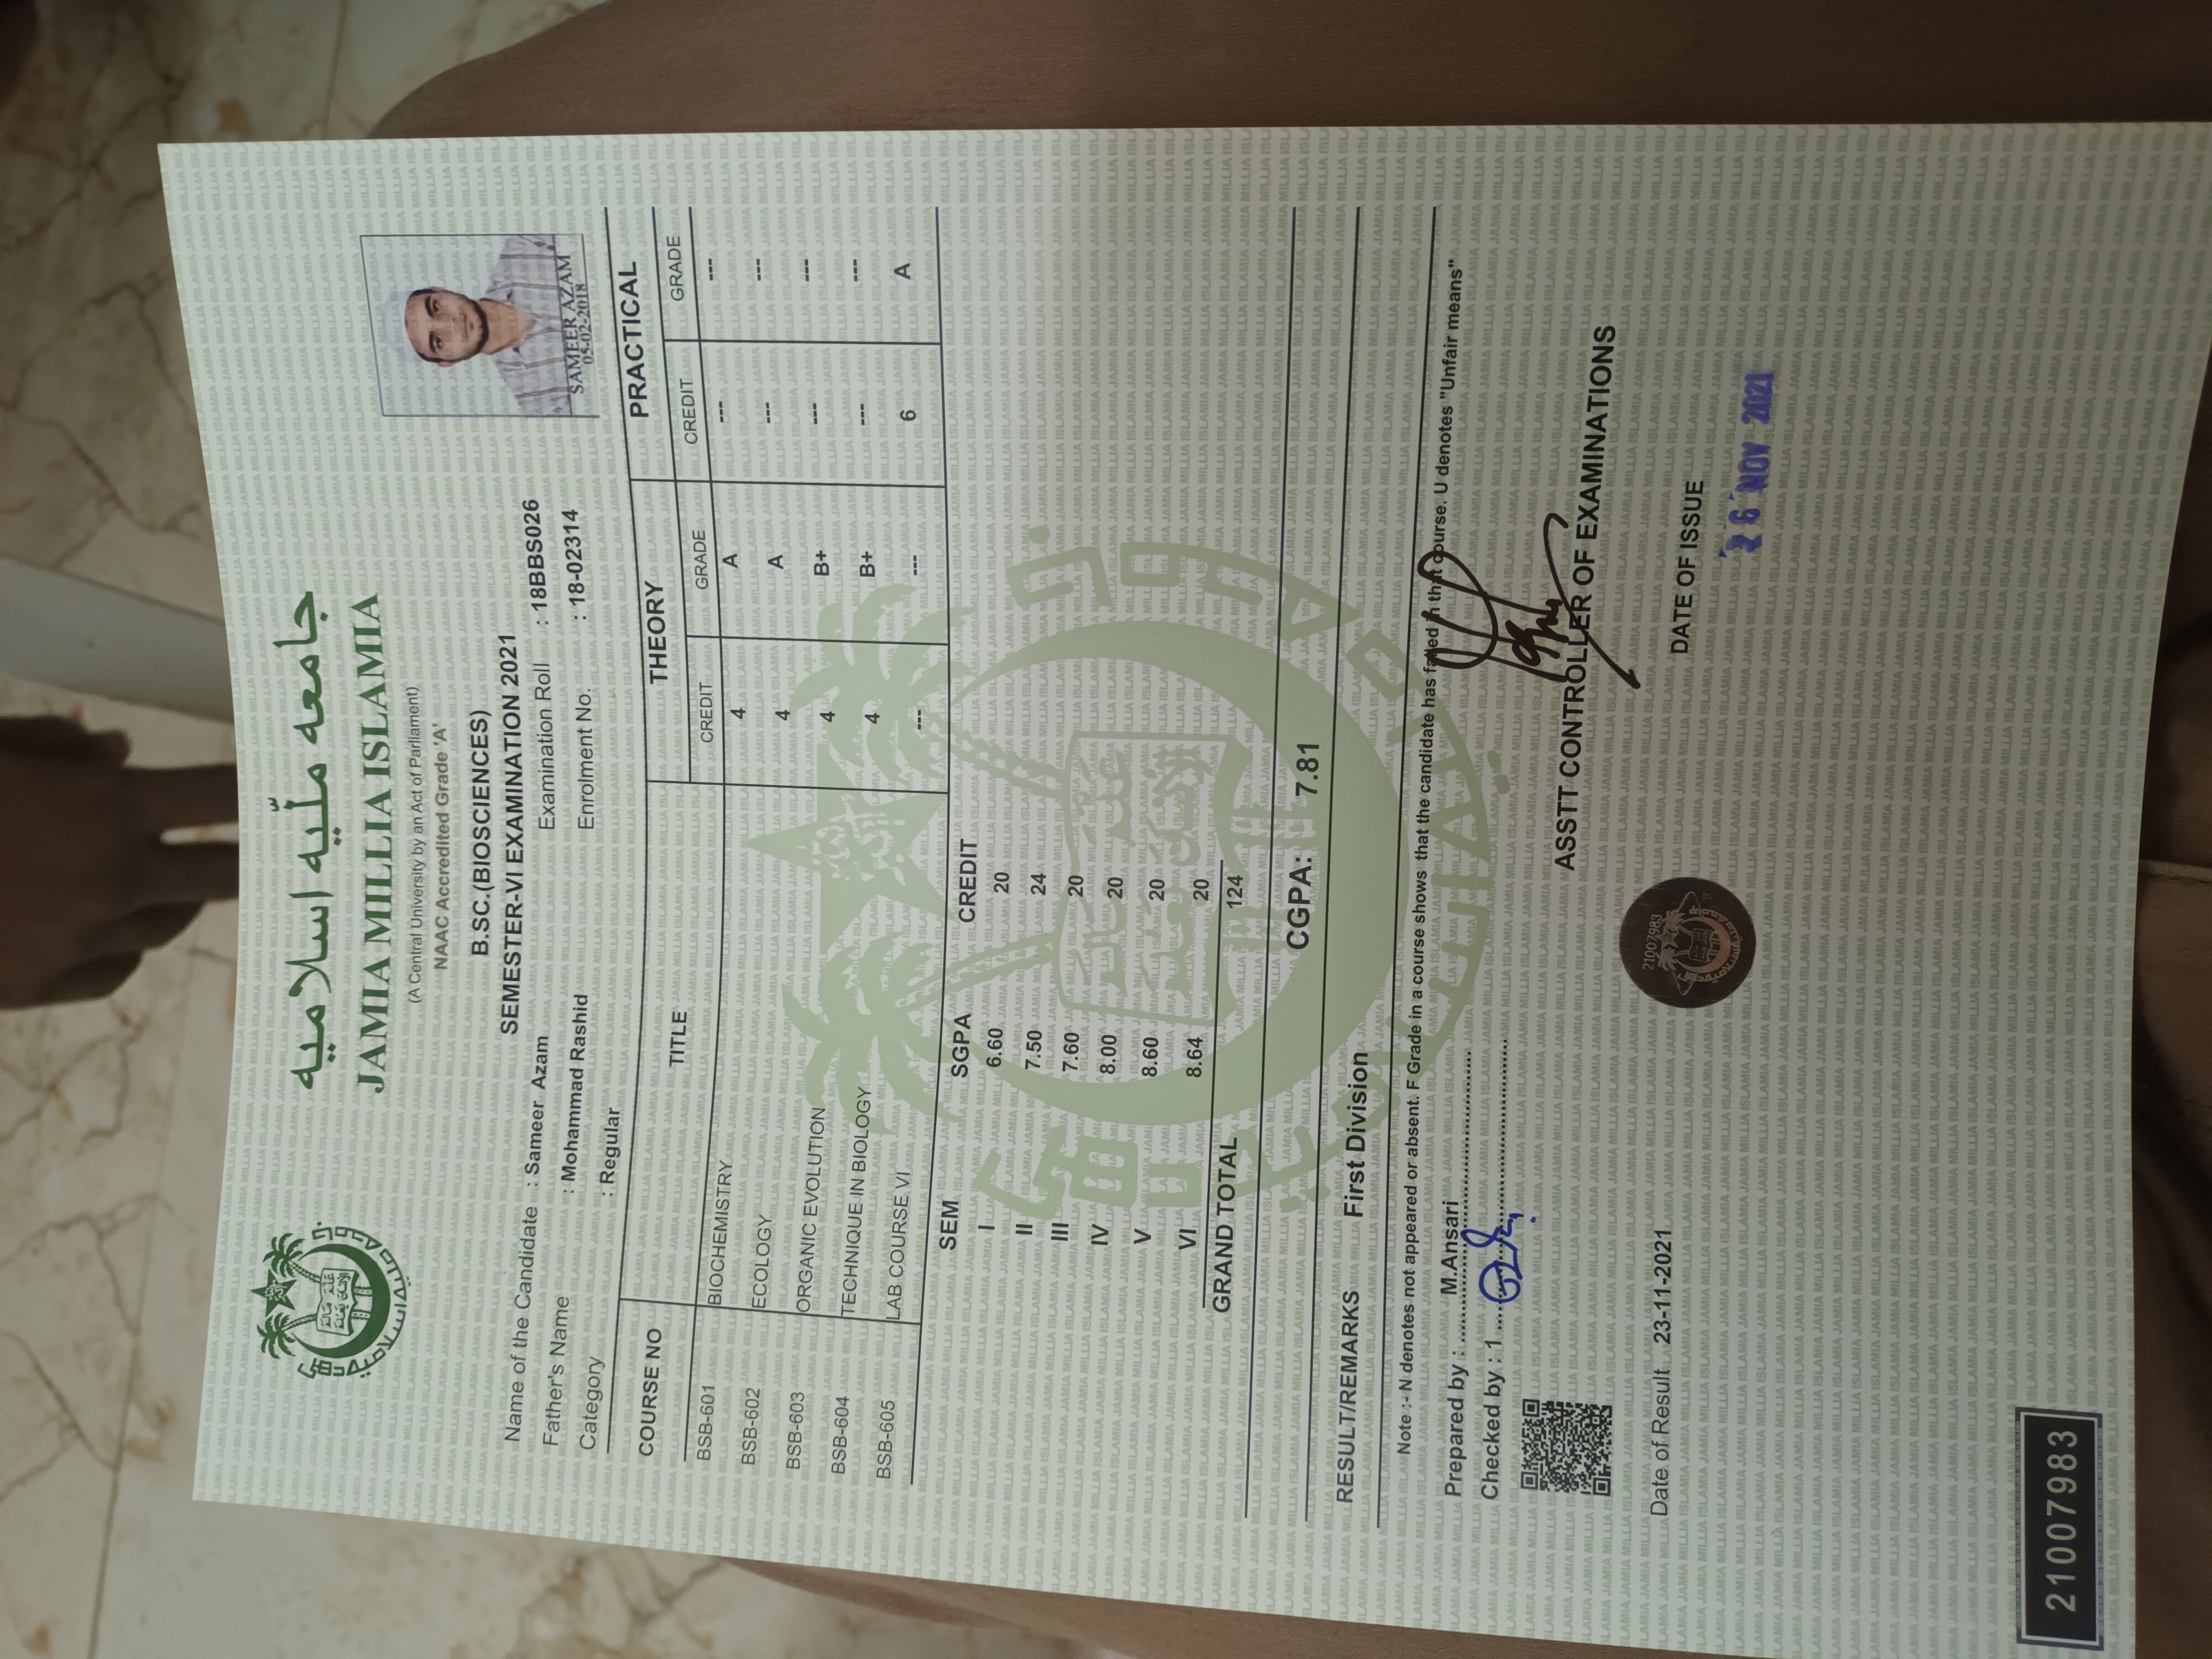 جامعه ملّيه اسلاميه
JAMIA MILLIA ISLAMIA
(A Central University by an Act of Parliament)
NAAC Accredited Grade 'A'
B.SC.(BIOSCIENCES)
SEMESTER-VI EXAMINATION 2021
Name of the Candidate : Sameer Azam Examination Roll : 18BBS026
Father's Name : Mohammad Rashid Enrolment No. : 18-02314
Category : Regular
SAMEER AZAM
05-02-2018
COURSE NO TITLE THEORY PRACTICAL
CREDIT GRADE CREDIT GRADE
BSB-601 BIOCHEMISTRY 4 A --- ---
BSB-602 ECOLOGY 4 A --- ---
BSB-603 ORGANIC EVOLUTION 4 B+ --- ---
BSB-604 TECHNIQUE IN BIOLOGY 4 B+ --- ---
BSB-605 LAB COURSE VI --- --- 6 A
SEM SGPA CREDIT
I 6.60 20
II 7.50 24
III 7.60 20
IV 8.00 20
V 8.60 20
VI 8.64 20
GRAND TOTAL 124
CGPA: 7.81
RESULT/REMARKS First Division
Note :- N denotes not appeared or absent. F Grade in a course shows that the candidate has failed in that course. U denotes "Unfair means"
Prepared by : M.Ansari
Checked by : 1
ASSTT CONTROLLER OF EXAMINATIONS
Date of Result 23-11-2021
21007983
DATE OF ISSUE
26 NOV 2021
21007983